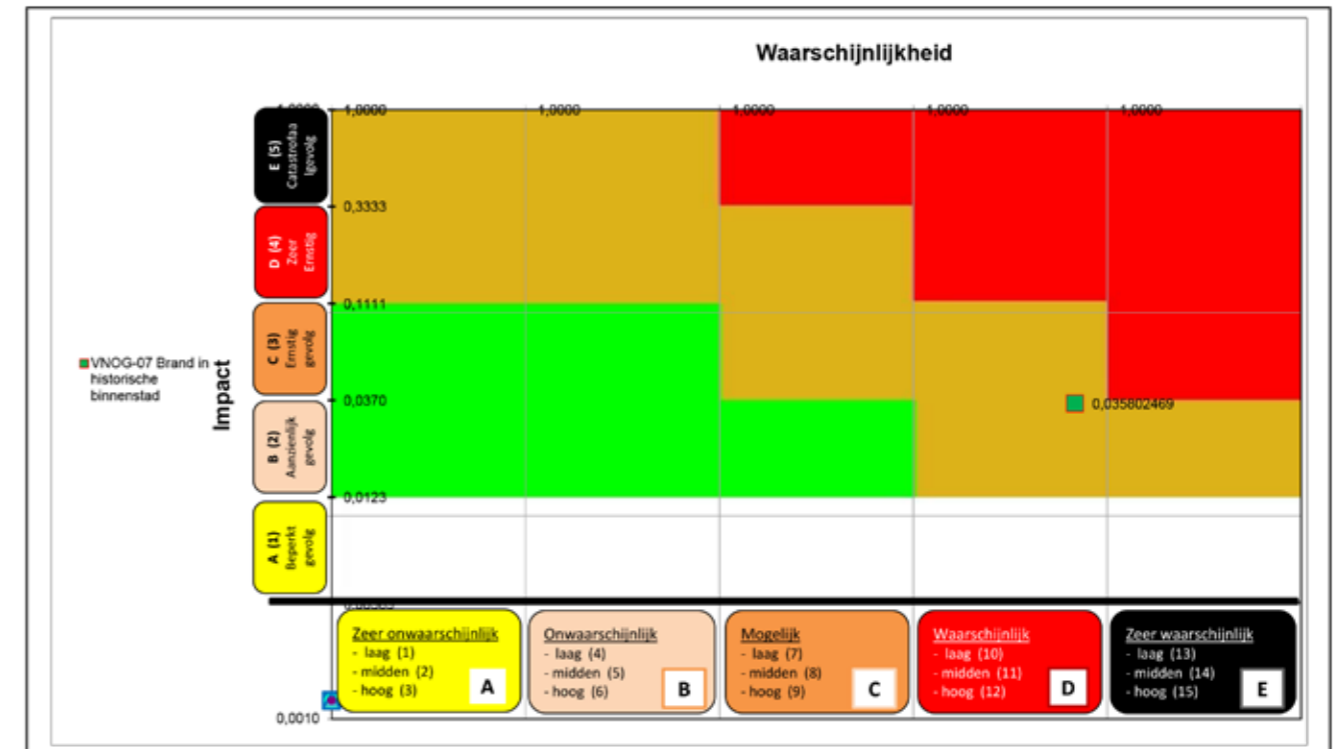 Waarschijnlijkheid
1,0000
1,0000
1,0000
1,0000
1,0000
E (5)
Catastrofaa
lgevolg
0,3333
D (4)
Zeer
Ernstig
0,1111
C (3)
Ernstig
gevolg
VNOG-07 Brand in
historische
binnenstad
Impact
0,0370
0,035802469
B (2)
Aanzienlijk
gevolg
0,0123
A (1)
Beperkt
gevolg
Zeer onwaarschijnlijk
- laag (1)
- midden (2)
- hoog (3)
A
Onwaarschijnlijk
- laag (4)
- midden (5)
- hoog (6)
B
Mogelijk
- laag (7)
- midden (8)
- hoog (9)
C
Waarschijnlijk
- laag (10)
- midden (11)
- hoog (12)
D
Zeer waarschijnlijk
- laag (13)
- midden (14)
- hoog (15)
E
0,0010